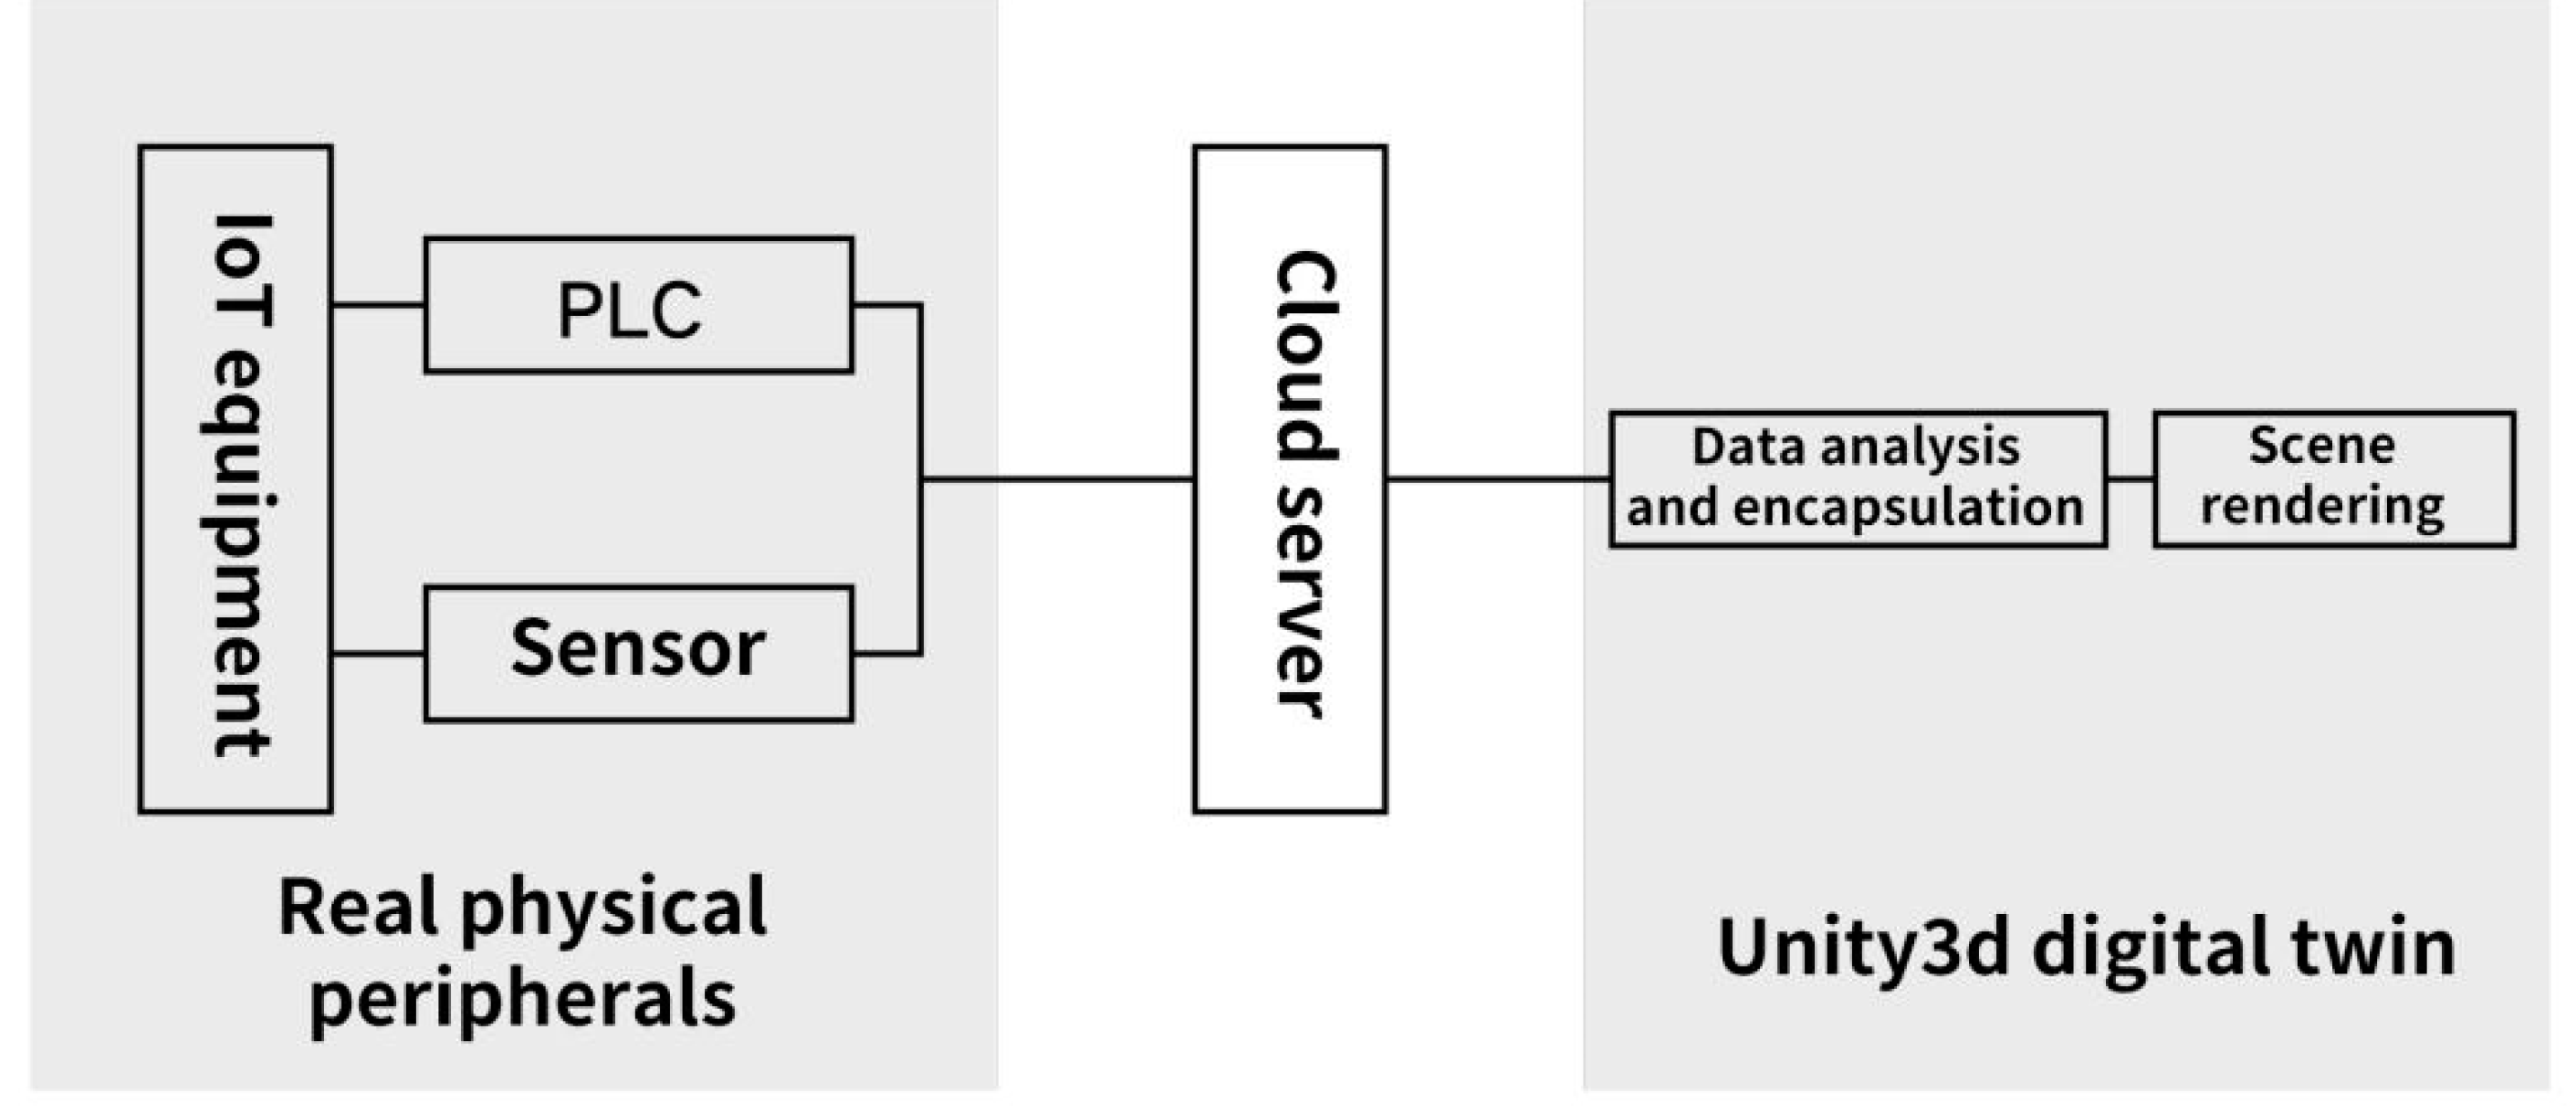 IoT equipment
PLC
Sensor
Real physical
peripherals
Cloud server
Data analysis
and encapsulation
Scene
rendering
Unity3d digital twin